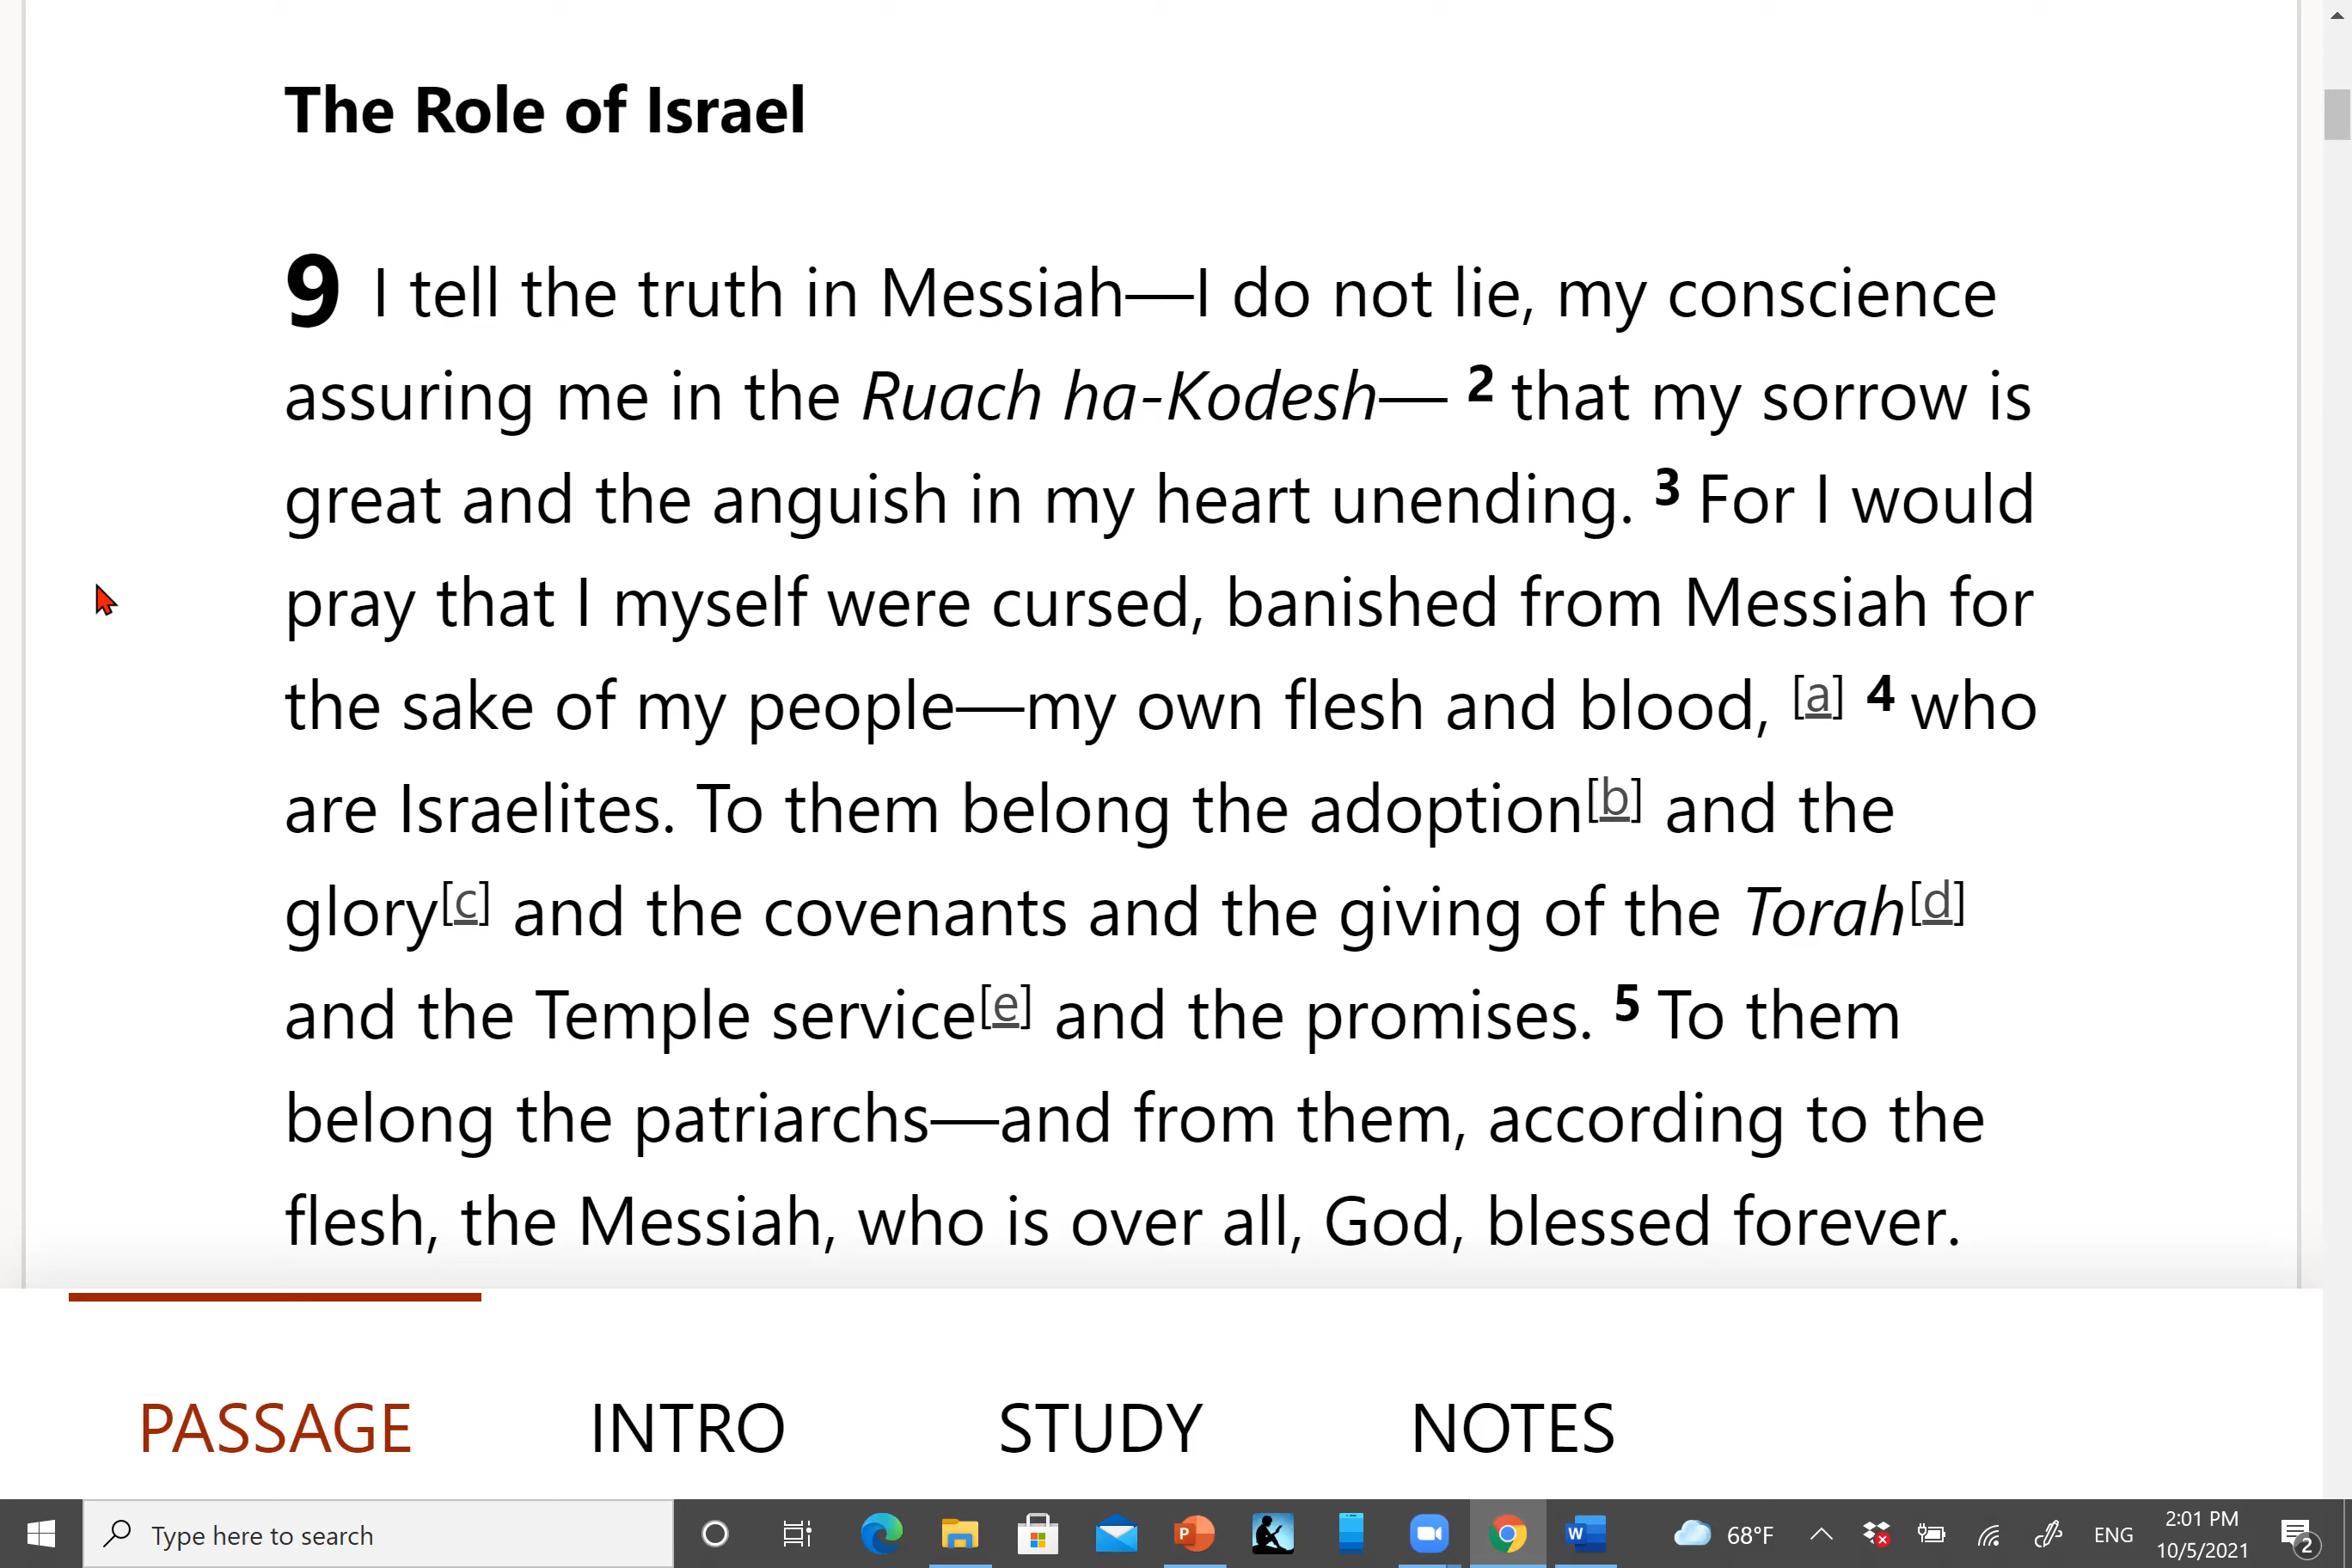 The Role of Israel
9 I tell the truth in Messiah—I do not lie, my conscience
assuring me in the Ruach ha-Kodesh— 2 that my sorrow is
great and the anguish in my heart unending. 3 For I would
pray that I myself were cursed, banished from Messiah for
the sake of my people—my own flesh and blood, [a] 4 who
are Israelites. To them belong the adoption[b] and the
glory[c] and the covenants and the giving of the Torah[d]
and the Temple service[e] and the promises. 5 To them
belong the patriarchs—and from them, according to the
flesh, the Messiah, who is over all, God, blessed forever.
PASSAGE INTRO STUDY NOTES
Type here to search P W 68°F ENG 2:01 PM
10/5/2021 2